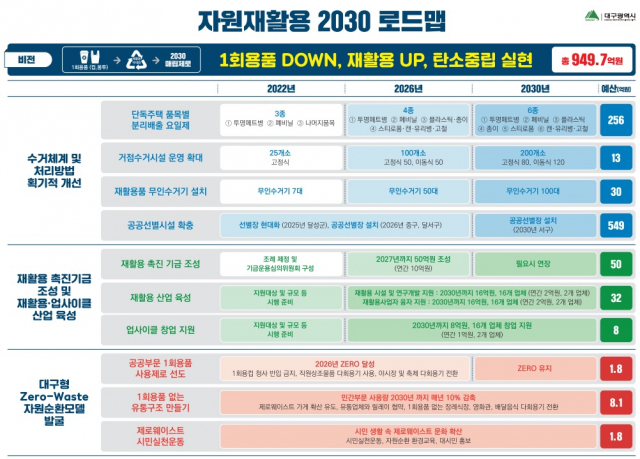 자원재활용 2030 로드맵
대구광역시
비전
1회용품 (컵, 봉투)
2030
매립제로
1회용품 DOWN, 재활용 UP, 탄소중립 실현
총 949.7억원
2022년
2026년
2030년
예산(억원)
수거체계 및
처리방법
획기적 개선
단독주택 품목별
분리배출 요일제
3종
① 투명페트병 ② 폐비닐 ③ 나머지품목
4종
① 투명페트병 ② 폐비닐 ③ 플라스틱·종이
④ 스티로폼·캔·유리병·고철
6종
① 투명페트병 ② 폐비닐 ③ 플라스틱
④ 종이 ⑤ 스티로폼 ⑥ 캔·유리병·고철
256
거점수거시설 운영 확대
25개소
고정식
100개소
고정식 50, 이동식 50
200개소
고정식 80, 이동식 120
13
재활용품 무인수거기 설치
무인수거기 7대
무인수거기 50대
무인수거기 100대
30
공공선별시설 확충
선별장 현대화 (2025년 달성군), 공공선별장 설치 (2026년 중구, 달서구)
공공선별장 설치
(2030년 서구)
549
재활용 촉진기금
조성 및
재활용·업사이클
산업 육성
재활용 촉진 기금 조성
조례 제정 및
기금운용심의위원회 구성
2027년까지 50억원 조성
(연간 10억원)
필요시 연장
50
재활용 산업 육성
지원대상 및 규모 등
시행 준비
재활용 시설 및 연구개발 지원 : 2030년까지 16억원, 16개 업체 (연간 2억원, 2개 업체)
재활용사업자 융자 지원 : 2030년까지 16억원, 16개 업체 (연간 2억원, 2개 업체)
32
업사이클 창업 지원
지원대상 및 규모 등
시행 준비
2030년까지 8억원, 16개 업체 창업 지원
(연간 1억원, 2개 업체)
8
대구형
Zero-Waste
자원순환모델
발굴
공공부문 1회용품
사용제로 선도
2026년 ZERO 달성
1회용컵 청사 반입 금지, 직원상조물품 다회용기 사용, 야시장 및 축제 다회용기 전환
ZERO 유지
1.8
1회용품 없는
유통구조 만들기
민간부문 사용량 2030년 까지 매년 10% 감축
제로웨이스트 가게 확산 유도, 유통업체와 릴레이 협약, 1회용품 없는 장례식장, 영화관, 배달음식 다회용기 전환
8.1
제로웨이스트
시민실천운동
시민 생활 속 제로웨이스트 문화 확산
시민실천운동, 자원순환 환경교육, 대시민 홍보
1.8